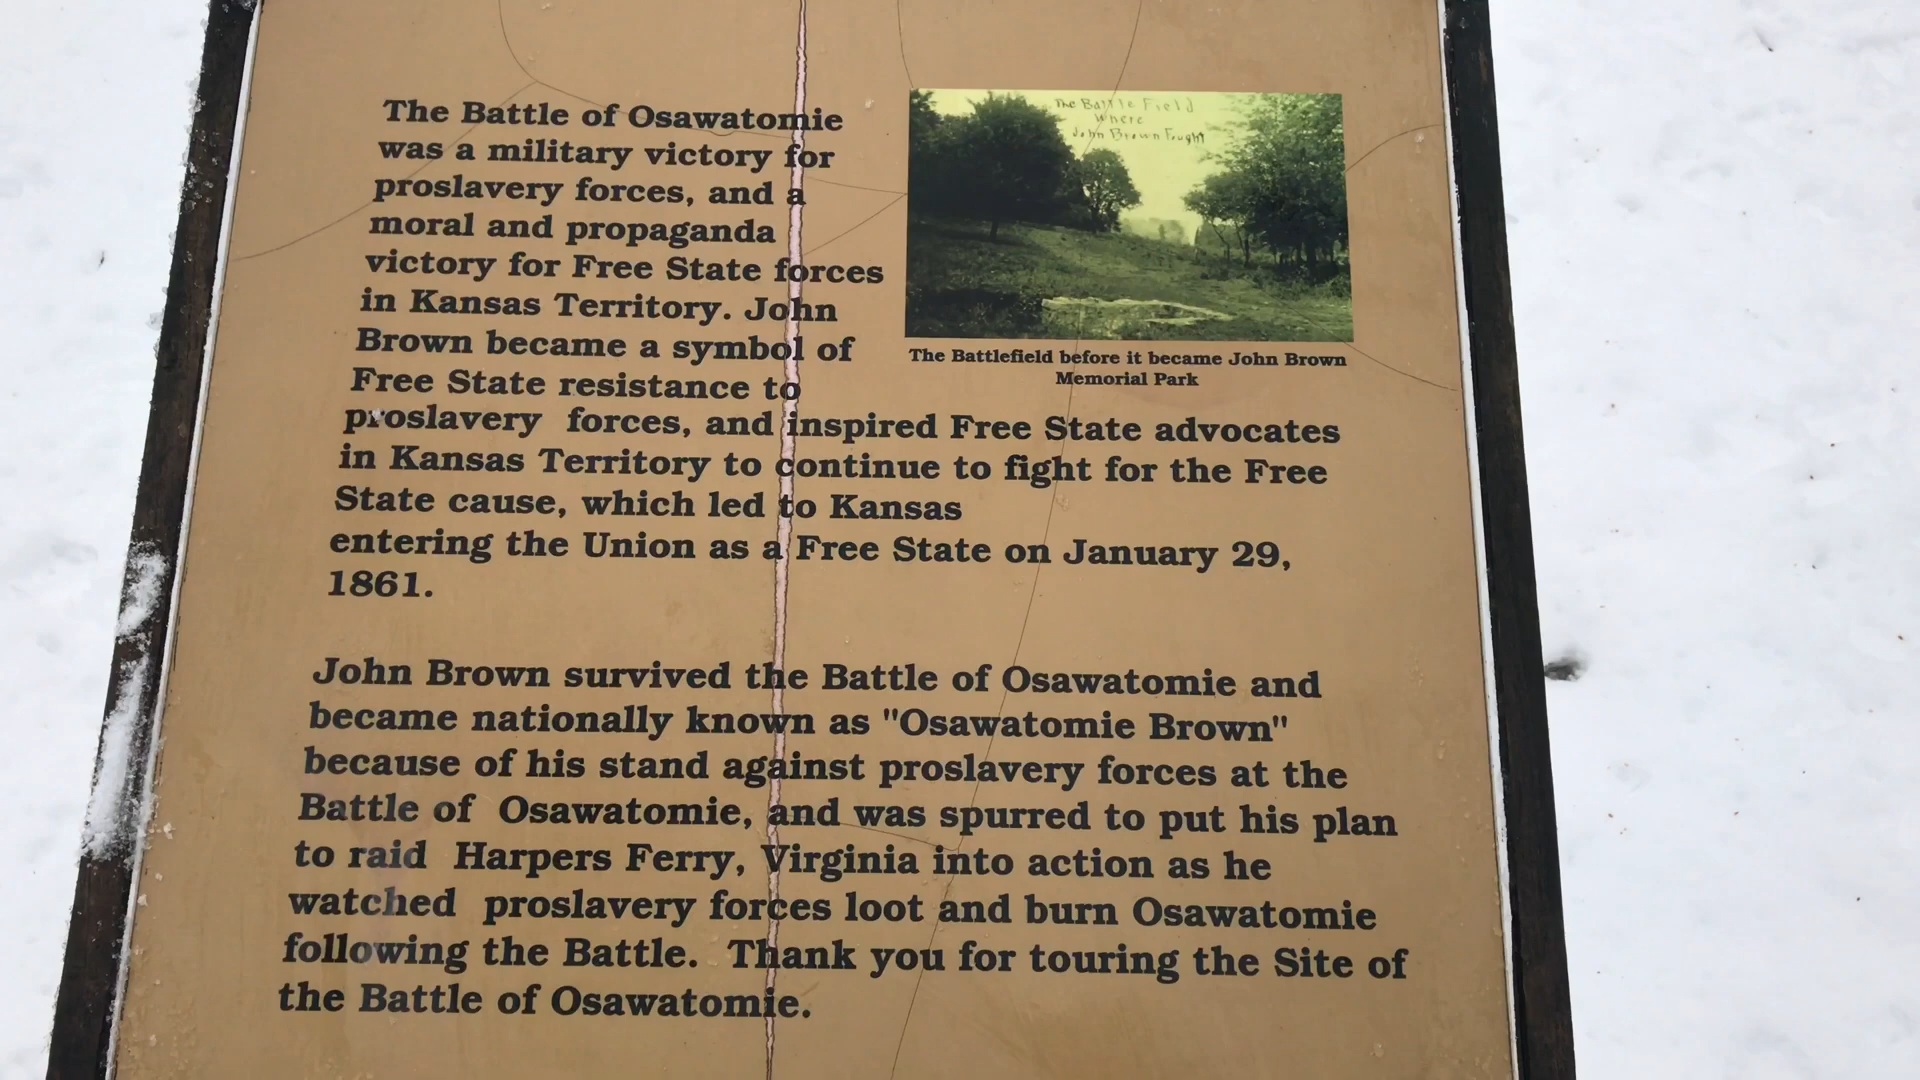 The Battle of Osawatomie
was a military victory for
proslavery forces, and a
moral and propaganda
victory for Free State forces
in Kansas Territory. John
Brown became a symbol of
Free State resistance to
proslavery forces, and inspired Free State advocates
in Kansas Territory to continue to fight for the Free
State cause, which led to Kansas
entering the Union as a Free State on January 29,
1861.
The Battle Field
Where
John Brown Fought
The Battlefield before it became John Brown
Memorial Park
John Brown survived the Battle of Osawatomie and
became nationally known as "Osawatomie Brown"
because of his stand against proslavery forces at the
Battle of Osawatomie, and was spurred to put his plan
to raid Harpers Ferry, Virginia into action as he
watched proslavery forces loot and burn Osawatomie
following the Battle. Thank you for touring the Site of
the Battle of Osawatomie.